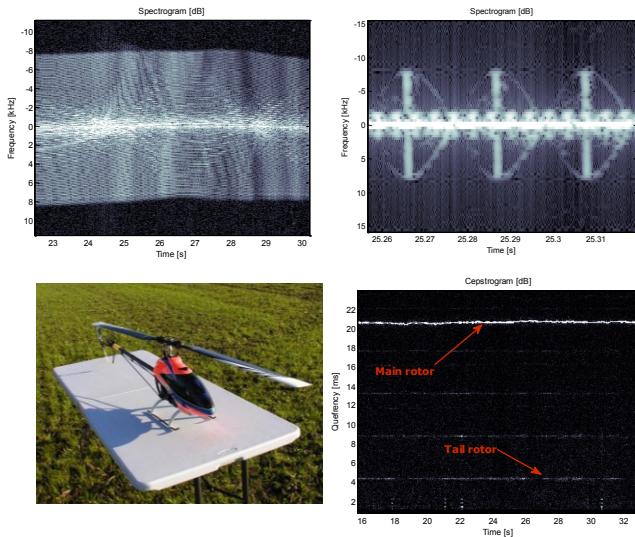 Spectrogram [dB]
-10
-8
-6
-4
-2
0
2
4
6
8
10
Frequency [kHz]
23 24 25 26 27 28 29 30
Time [s]
Spectrogram [dB]
-15
-10
-5
0
5
10
15
Frequency [kHz]
25.26 25.27 25.28 25.29 25.3 25.31
Time [s]
Cepstrogram [dB]
22
20
18
16
14
12
10
8
6
4
2
Quefrency [ms]
Main rotor
Tail rotor
16 18 20 22 24 26 28 30 32
Time [s]